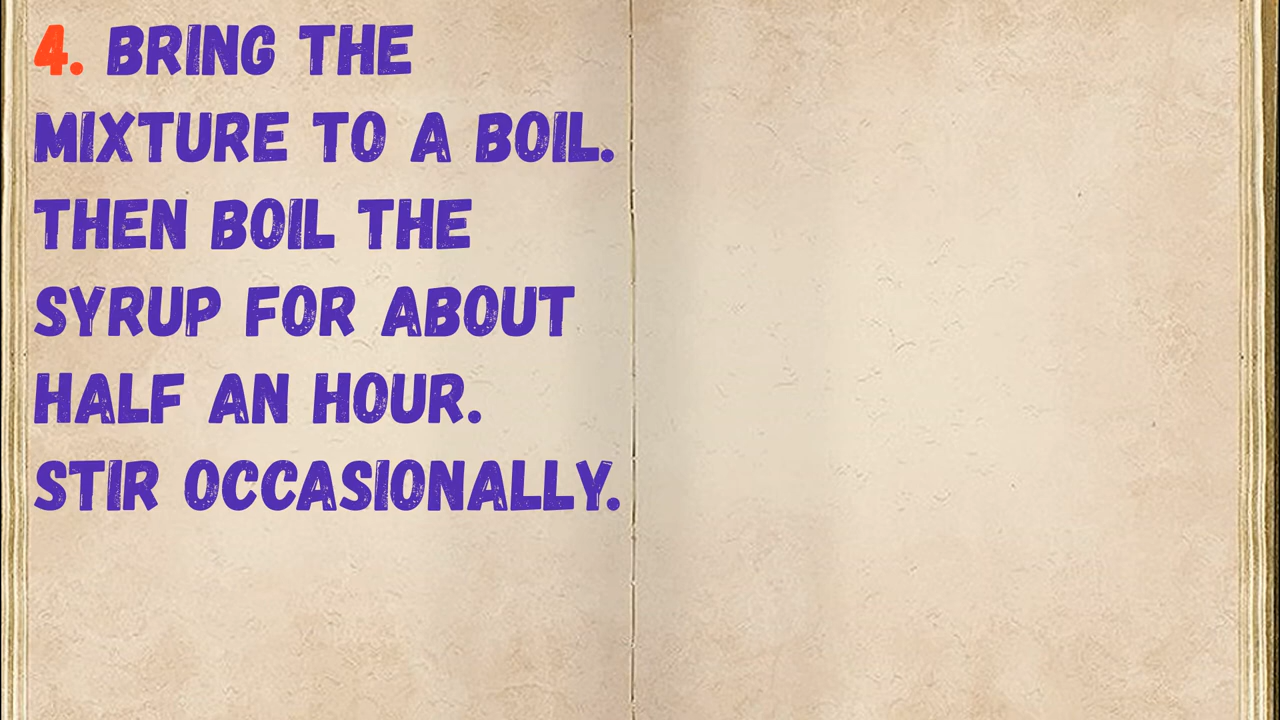 4. BRING THE
MIXTURE TO A BOIL.
THEN BOIL THE
SYRUP FOR ABOUT
HALF AN HOUR.
STIR OCCASIONALLY.